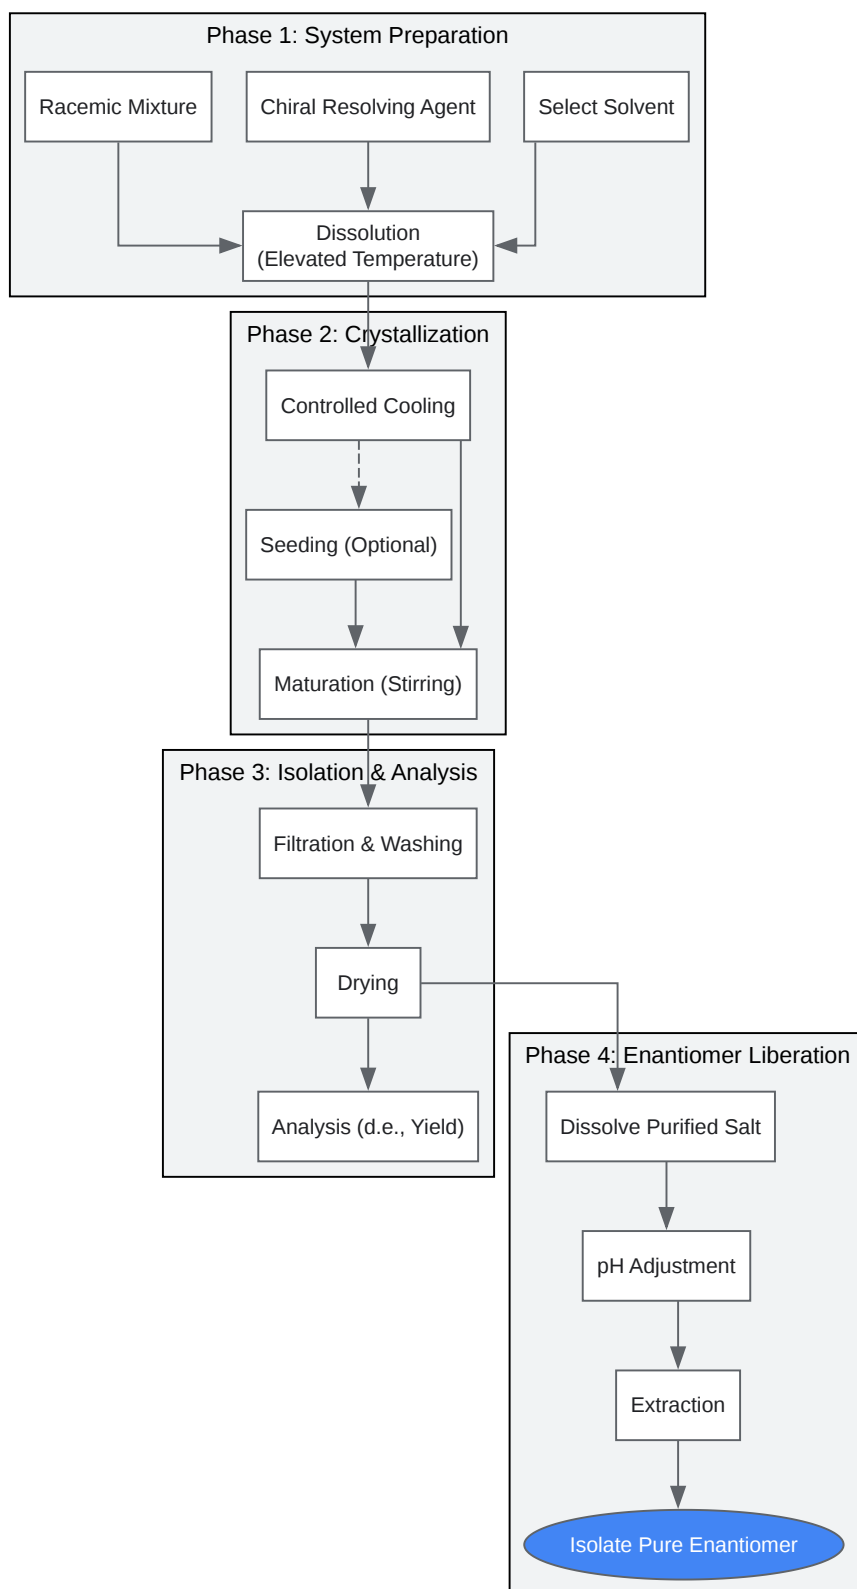 Phase 1: System Preparation
Racemic Mixture
Chiral Resolving Agent
Select Solvent
Dissolution
(Elevated Temperature)
Phase 2: Crystallization
Controlled Cooling
Seeding (Optional)
Maturation (Stirring)
Phase 3: Isolation & Analysis
Filtration & Washing
Drying
Analysis (d.e., Yield)
Phase 4: Enantiomer Liberation
Dissolve Purified Salt
pH Adjustment
Extraction
Isolate Pure Enantiomer